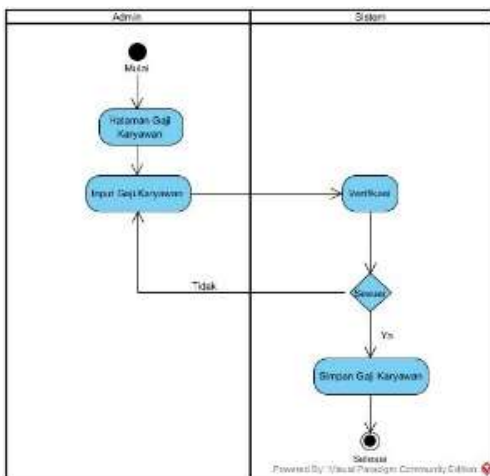 Admin
Sistem
Mulai
Halaman Gaji
Karyawan
Input Gaji Karyawan
Verifikasi
Tidak
Sesuai
Ya
Simpan Gaji Karyawan
Selesai
Powered By Visual Paradigm Community Edition